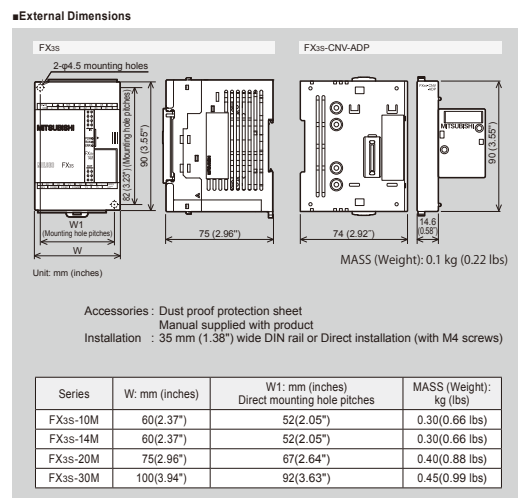 ■External Dimensions
FX3S
2-φ4.5 mounting holes
MITSUBISHI
FX3S
82 (3.23") (Mounting hole pitches)
90 (3.55")
W1
(Mounting hole pitches)
W
75 (2.96")
Unit: mm (inches)
FX3S-CNV-ADP
74 (2.92")
MITSUBISHI
90 (3.55")
14.6
(0.58")
MASS (Weight): 0.1 kg (0.22 lbs)
Accessories : Dust proof protection sheet
Manual supplied with product
Installation : 35 mm (1.38") wide DIN rail or Direct installation (with M4 screws)
Series W: mm (inches) W1: mm (inches) Direct mounting hole pitches MASS (Weight): kg (lbs)
FX3S-10M 60(2.37") 52(2.05") 0.30(0.66 lbs)
FX3S-14M 60(2.37") 52(2.05") 0.30(0.66 lbs)
FX3S-20M 75(2.96") 67(2.64") 0.40(0.88 lbs)
FX3S-30M 100(3.94") 92(3.63") 0.45(0.99 lbs)